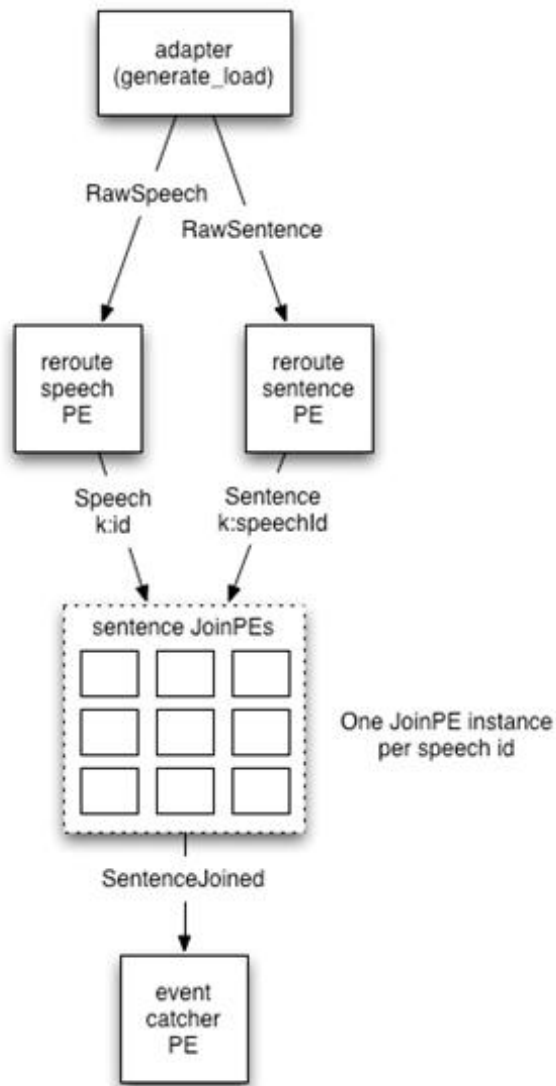 adapter
(generate_load)
RawSpeech
RawSentence
reroute
speech
PE
reroute
sentence
PE
Speech
k:id
Sentence
k:speechId
sentence JoinPEs
One JoinPE instance
per speech id
SentenceJoined
event
catcher
PE